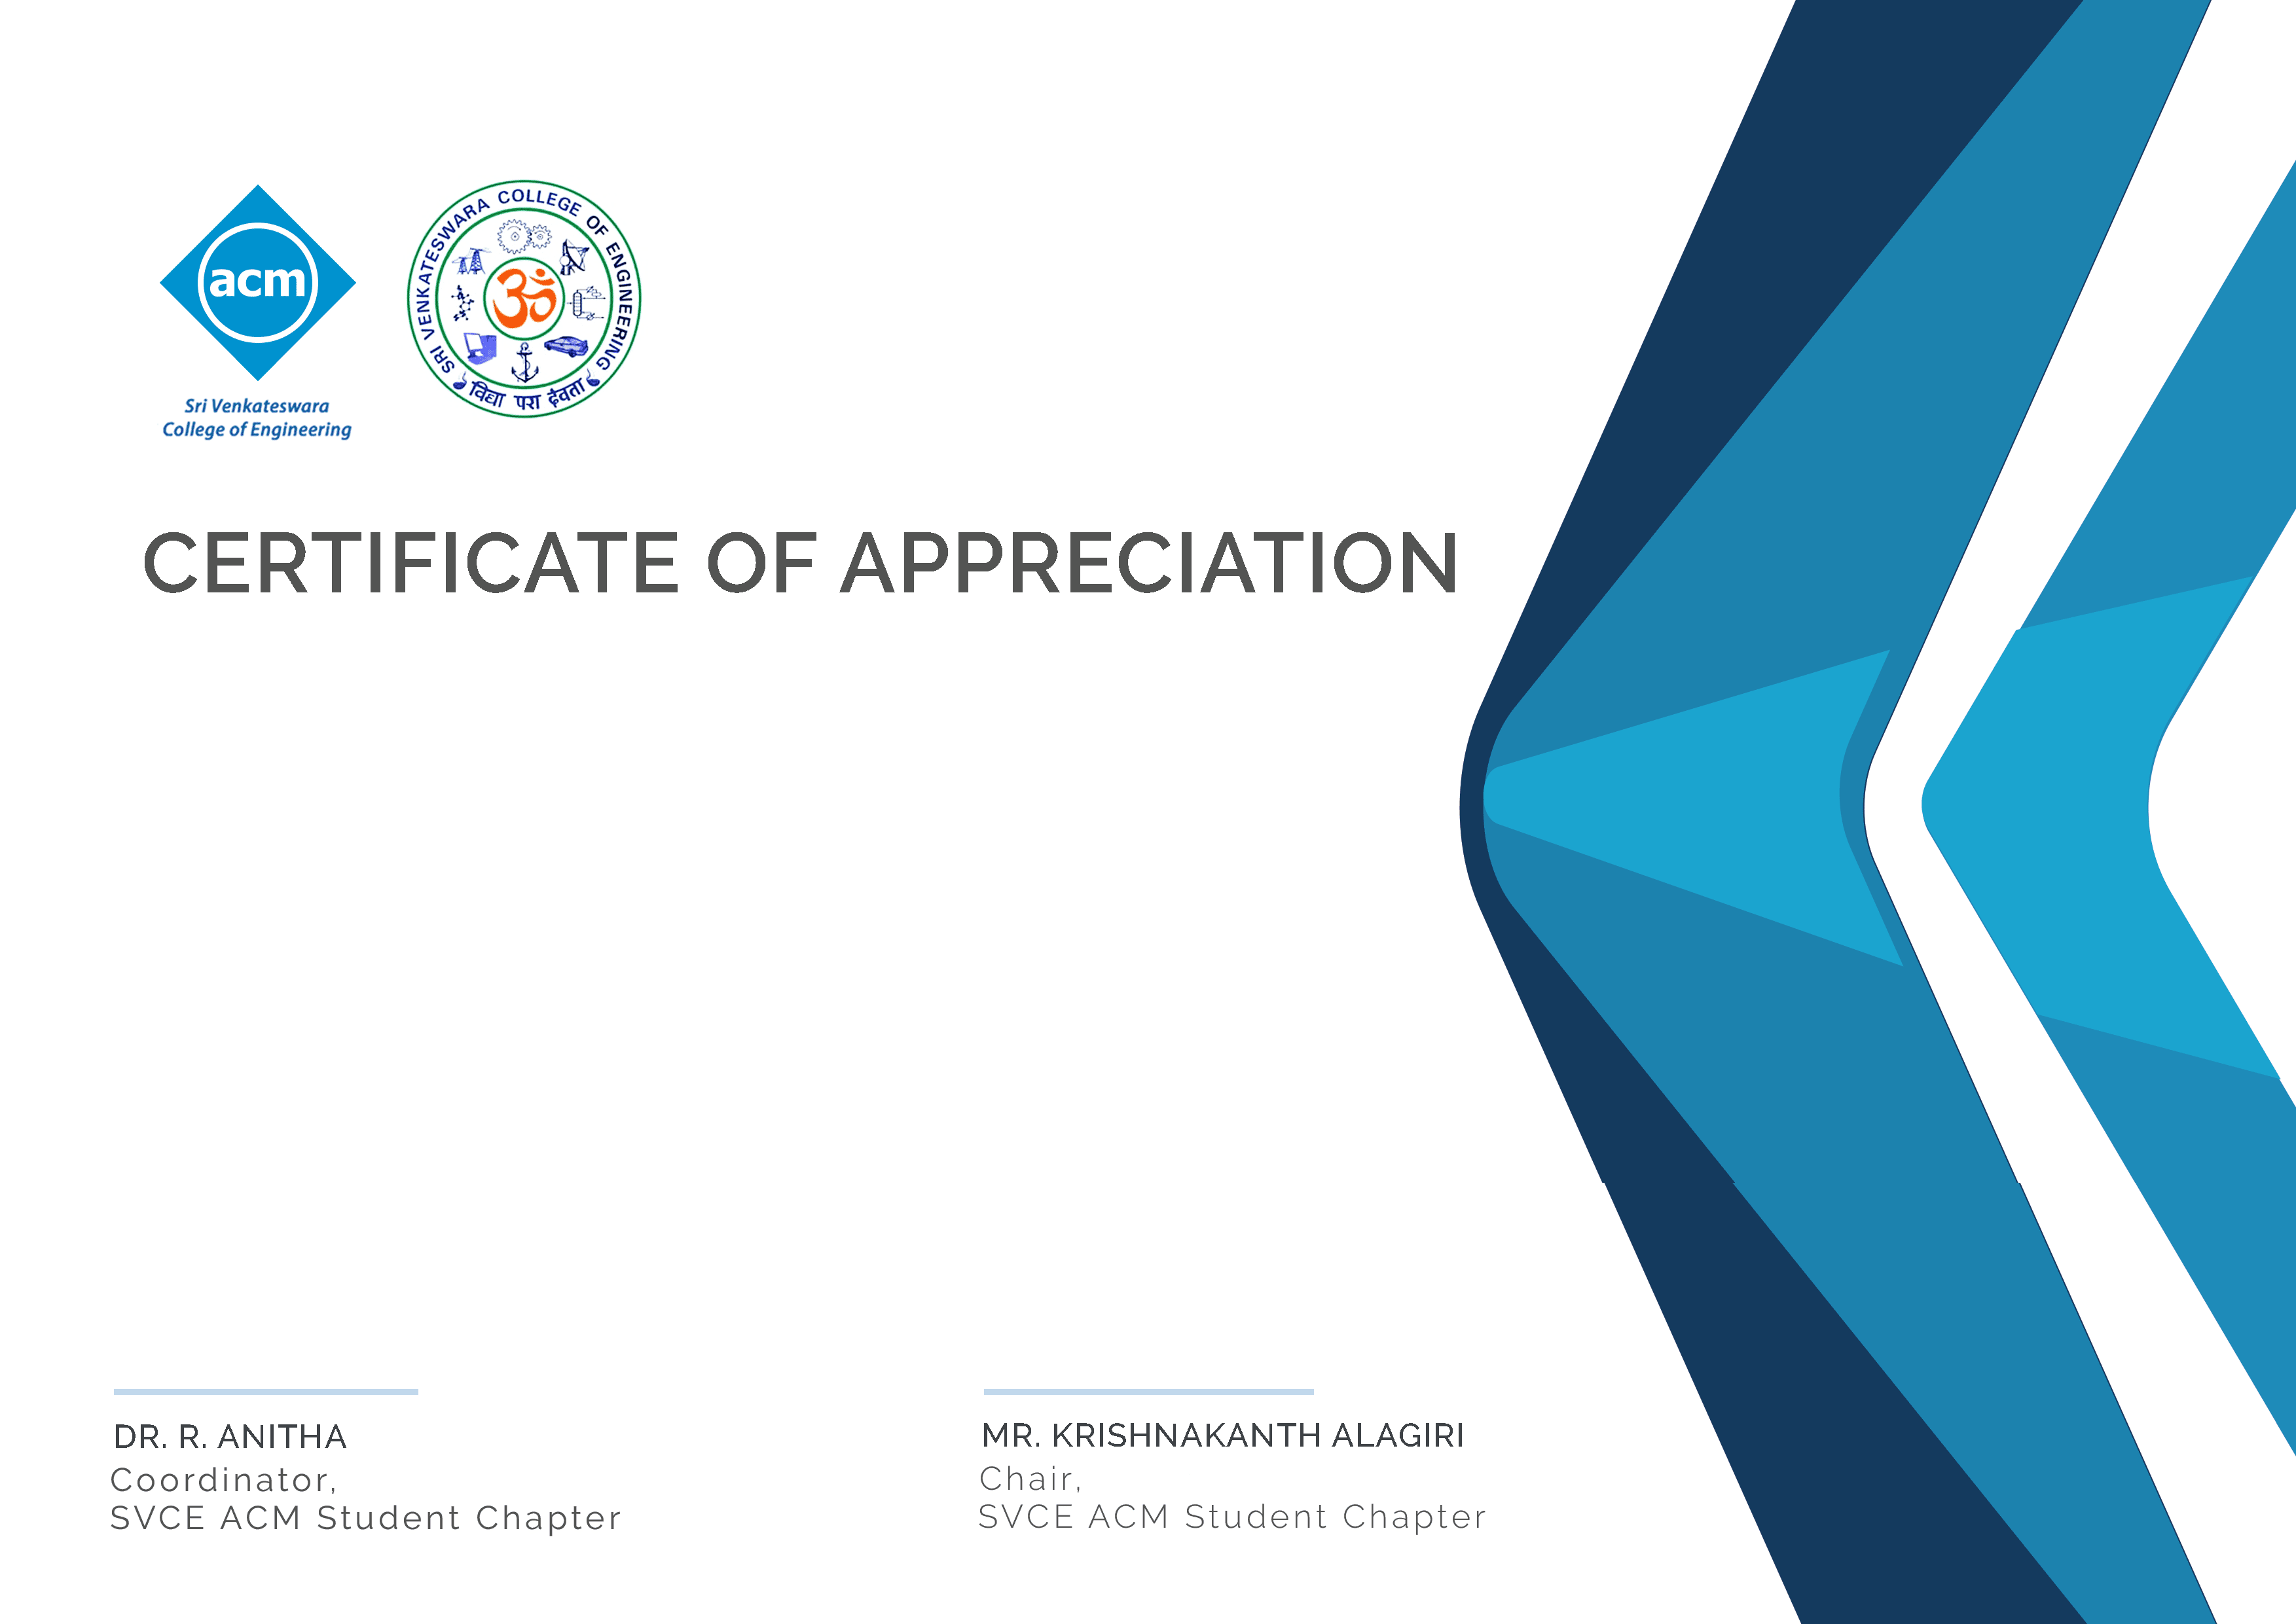 acm
Sri Venkateswara
College of Engineering
SRI VENKATESWARA COLLEGE OF ENGINEERING
ॐ
विद्या परा देवता
CERTIFICATE OF APPRECIATION
DR. R. ANITHA
Coordinator,
SVCE ACM Student Chapter
MR. KRISHNAKANTH ALAGIRI
Chair,
SVCE ACM Student Chapter